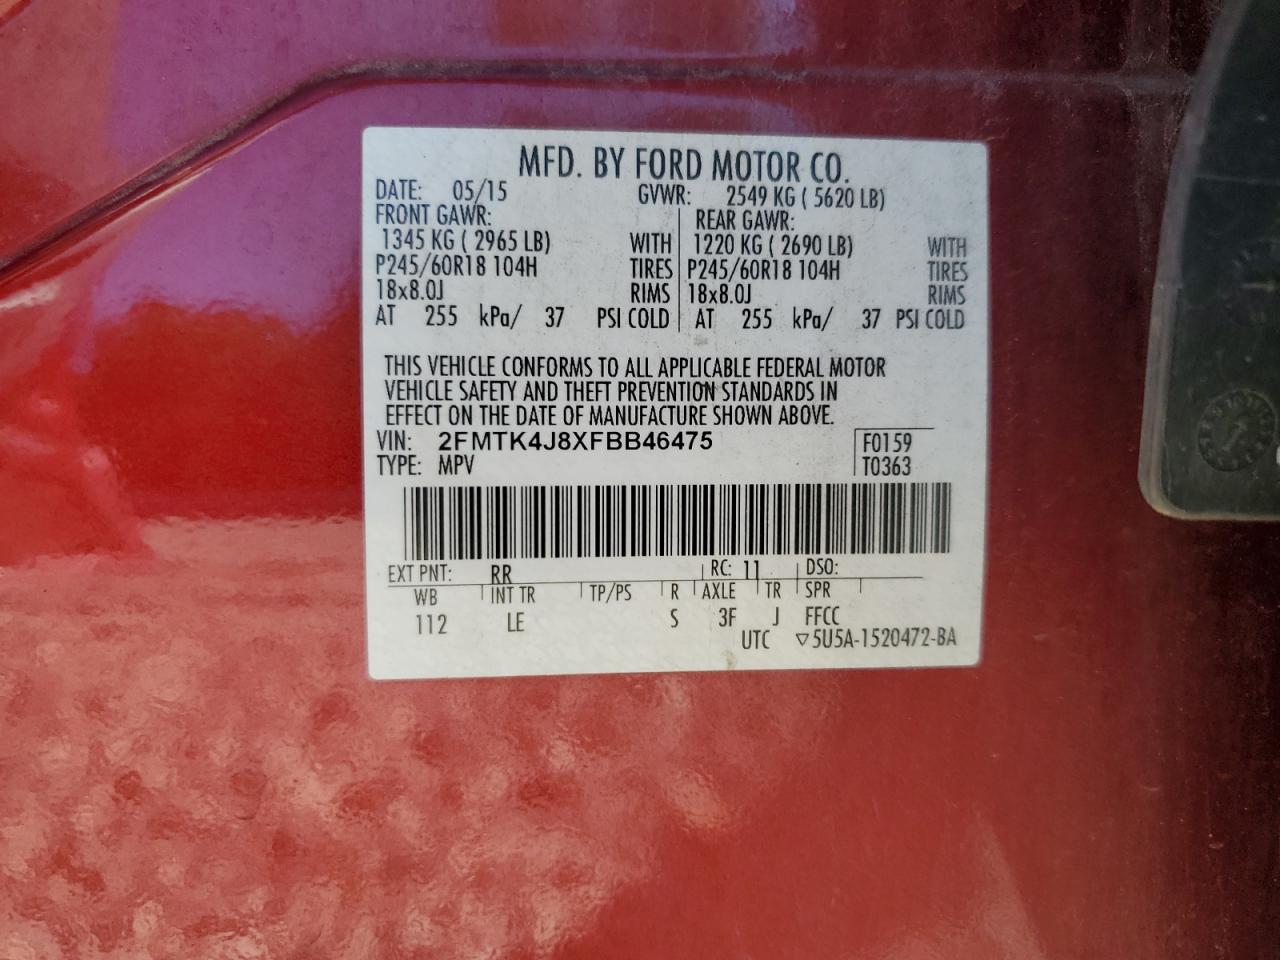 MFD. BY FORD MOTOR CO.
DATE: 05/15 GVWR: 2549 KG ( 5620 LB)
FRONT GAWR: REAR GAWR:
1345 KG ( 2965 LB) WITH 1220 KG ( 2690 LB) WITH
P245/60R18 104H TIRES P245/60R18 104H TIRES
18x8.0J RIMS 18x8.0J RIMS
AT 255 kPa/ 37 PSI COLD AT 255 kPa/ 37 PSI COLD
THIS VEHICLE CONFORMS TO ALL APPLICABLE FEDERAL MOTOR
VEHICLE SAFETY AND THEFT PREVENTION STANDARDS IN
EFFECT ON THE DATE OF MANUFACTURE SHOWN ABOVE.
VIN: 2FMTK4J8XFBB46475 F0159
TYPE: MPV T0363
EXT PNT: RR RC: 11 DSO:
WB INT TR TP/PS R AXLE TR SPR
112 LE S 3F J FFCC
UTC ▽5U5A-1520472-BA